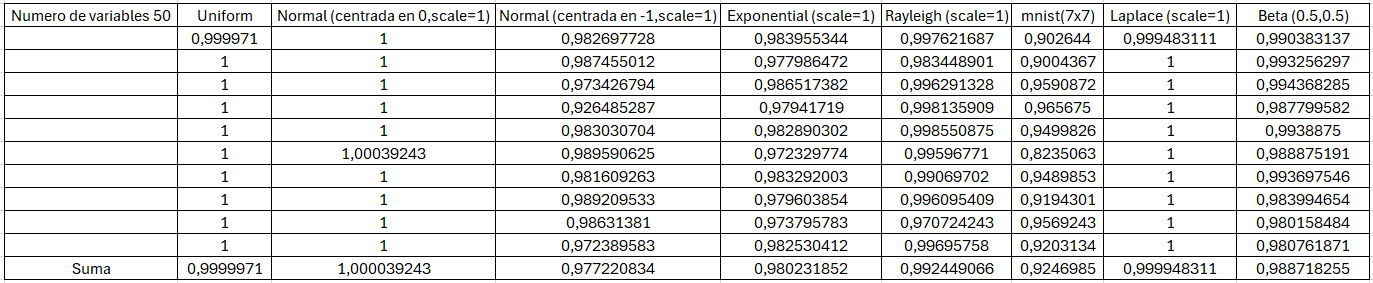 Numero de variables 50 Uniform Normal (centrada en 0,scale=1) Normal (centrada en -1,scale=1) Exponential (scale=1) Rayleigh (scale=1) mnist(7x7) Laplace (scale=1) Beta (0.5,0.5)
0,999971 1 0,982697728 0,983955344 0,997621687 0,902644 0,999483111 0,990383137
1 1 0,987455012 0,977986472 0,983448901 0,9004367 1 0,993256297
1 1 0,973426794 0,986517382 0,996291328 0,9590872 1 0,994368285
1 1 0,926485287 0,97941719 0,998135909 0,965675 1 0,987799582
1 1 0,983030704 0,982890302 0,998550875 0,9499826 1 0,9938875
1 1,00039243 0,989590625 0,972329774 0,99596771 0,8235063 1 0,988875191
1 1 0,981609263 0,983292003 0,99069702 0,9489853 1 0,993697546
1 1 0,989209533 0,979603854 0,996095409 0,9194301 1 0,983994654
1 1 0,98631381 0,973795783 0,970724243 0,9569243 1 0,980158484
1 1 0,972389583 0,982530412 0,99695758 0,9203134 1 0,980761871
Suma 0,9999971 1,000039243 0,977220834 0,980231852 0,992449066 0,9246985 0,999948311 0,988718255